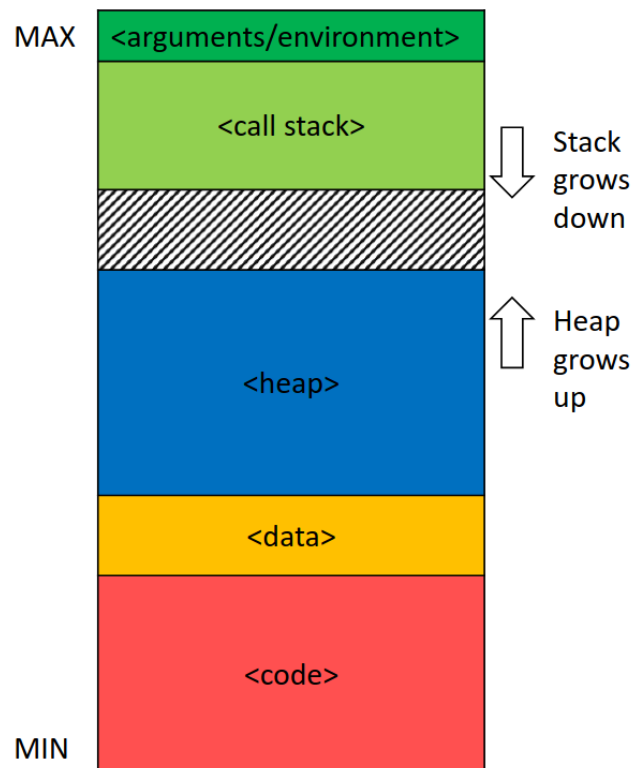 MAX
<arguments/environment>
<call stack>
Stack
grows
down
Heap
grows
up
<heap>
<data>
<code>
MIN